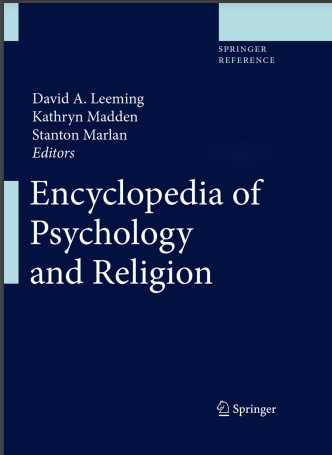 SPRINGER
REFERENCE
David A. Leeming
Kathryn Madden
Stanton Marlan
Editors
Encyclopedia of
Psychology
and Religion
Springer